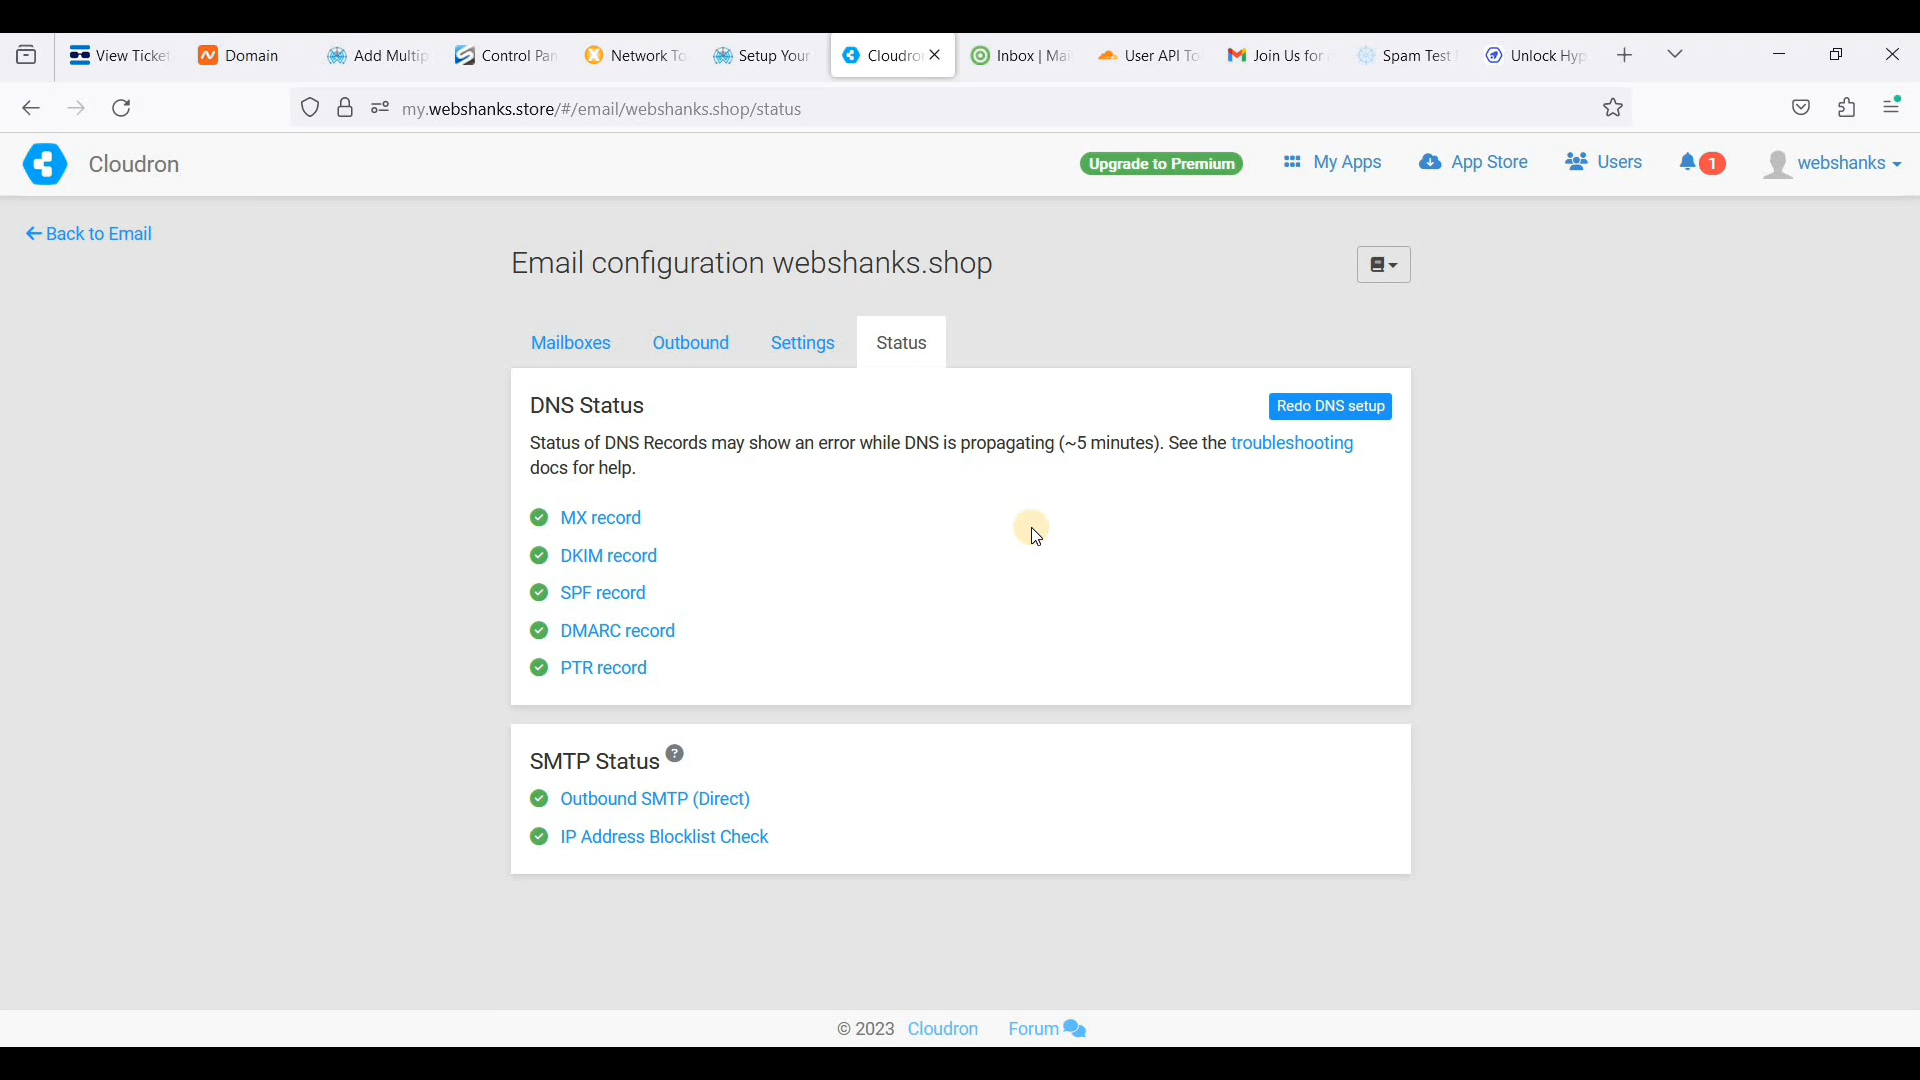 View Ticket
Domain
Add Multip
Control Pan
Network To
Setup Your
Cloudron
Inbox | Mai
User API To
Join Us for
Spam Test
Unlock Hyp
my.webshanks.store/#/email/webshanks.shop/status
Cloudron
Upgrade to Premium
My Apps
App Store
Users
1
webshanks
Back to Email
Email configuration webshanks.shop
Mailboxes
Outbound
Settings
Status
DNS Status
Redo DNS setup
Status of DNS Records may show an error while DNS is propagating (~5 minutes). See the troubleshooting
docs for help.
MX record
DKIM record
SPF record
DMARC record
PTR record
SMTP Status ?
Outbound SMTP (Direct)
IP Address Blocklist Check
© 2023 Cloudron Forum